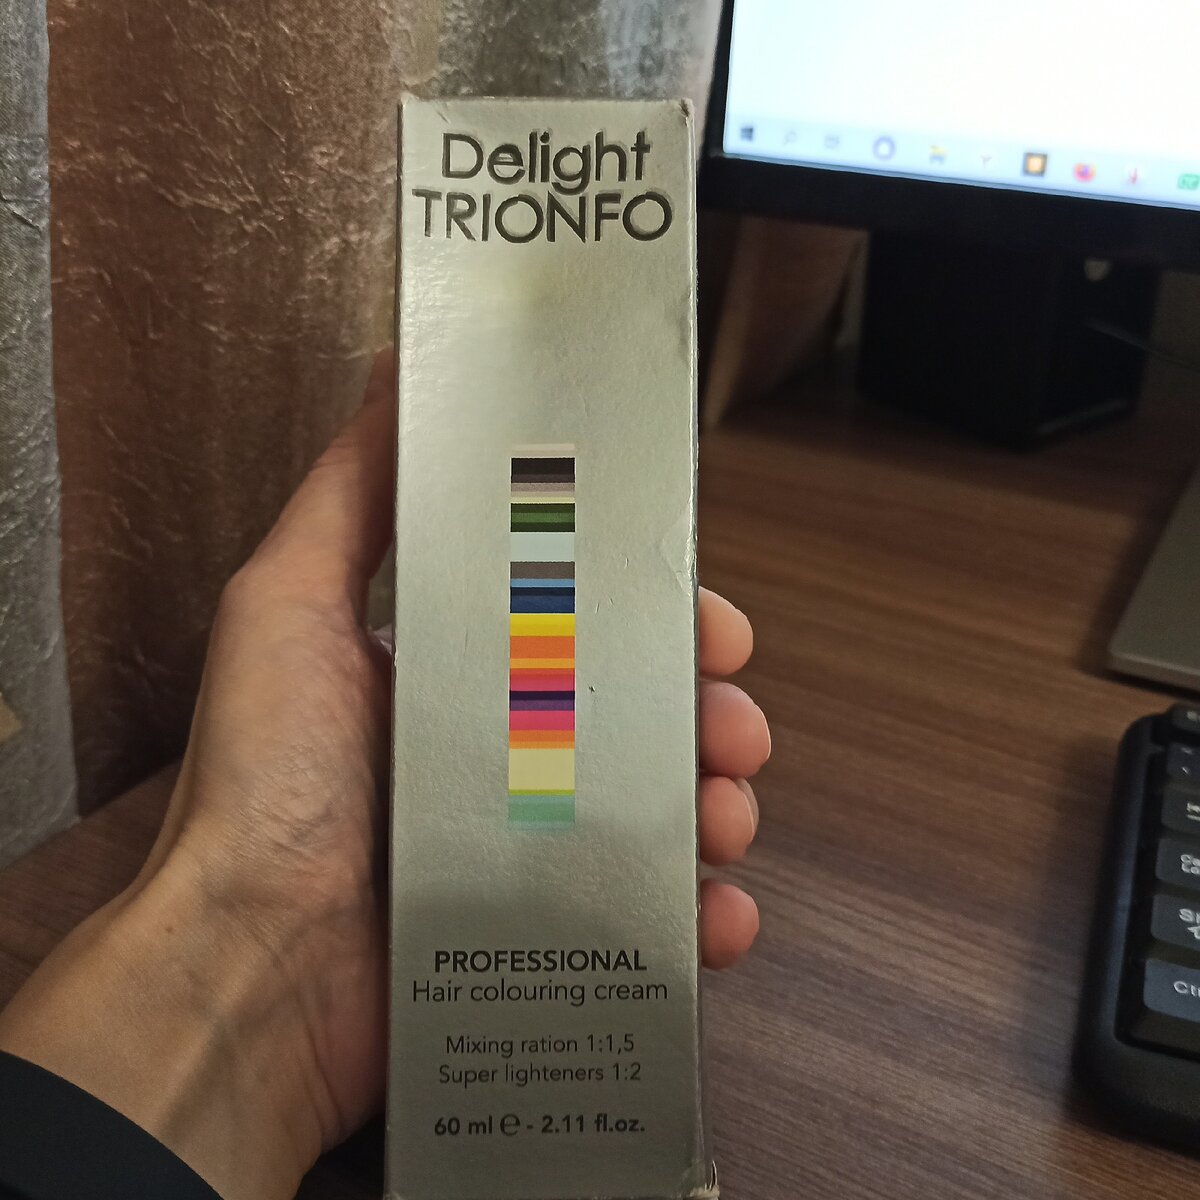 Delight
TRIONFO
PROFESSIONAL
Hair colouring cream
Mixing ration 1:1,5
Super lighteners 1:2
60 ml ℮ - 2.11 fl.oz.